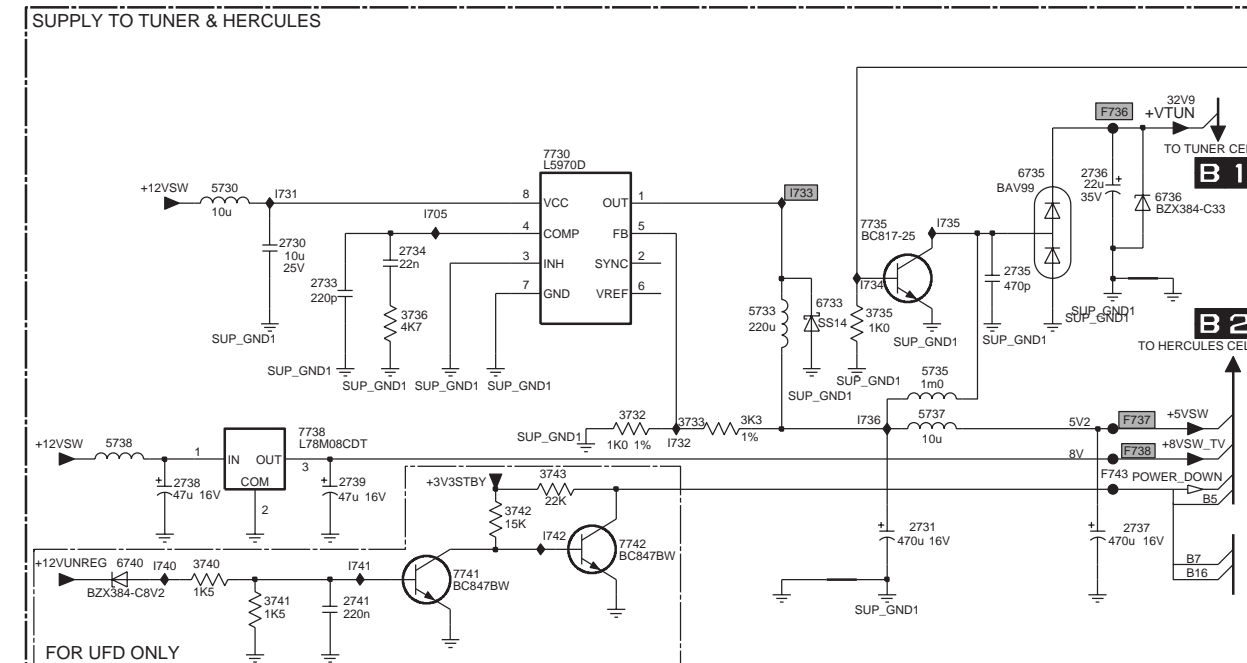 SUPPLY TO TUNER & HERCULES
F736
32V9
+VTUN
TO TUNER CEL
B 1
7730
L5970D
6735
BAV99
2736
22u
35V
6736
BZX384-C33
+12VSW
5730
10u
I731
8
VCC
OUT
1
I733
7735
BC817-25
I735
I705
4
COMP
FB
5
2730
10u
25V
2734
22n
3
INH
SYNC
2
2735
470p
2733
220p
7
GND
VREF
6
I734
5733
220u
6733
SS14
3735
1K0
SUP_GND1
SUP_GND1
B 2
3736
4K7
SUP_GND1
SUP_GND1
SUP_GND1
TO HERCULES CEL
SUP_GND1
SUP_GND1
SUP_GND1
SUP_GND1
SUP_GND1
SUP_GND1
5735
1m0
3732
1K0 1%
I732
3733
3K3
1%
I736
5737
10u
5V2
F737
+5VSW
SUP_GND1
+12VSW
5738
7738
L78M08CDT
1
IN
OUT
3
COM
2
8V
F738
+8VSW_TV
2738
47u 16V
2739
47u 16V
+3V3STBY
3743
22K
F743
POWER_DOWN
B5
3742
15K
I742
7742
BC847BW
2731
470u 16V
2737
470u 16V
+12VUNREG
6740
BZX384-C8V2
I740
3740
1K5
I741
7741
BC847BW
B7
B16
3741
1K5
2741
220n
SUP_GND1
FOR UFD ONLY